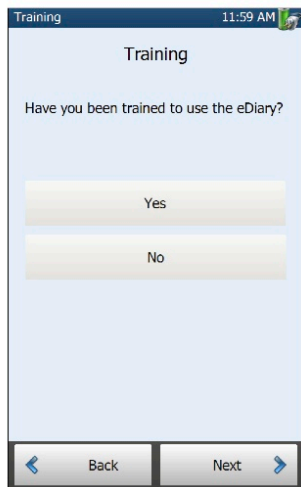 Training 11:59 AM
Training
Have you been trained to use the eDiary?
Yes
No
Back Next